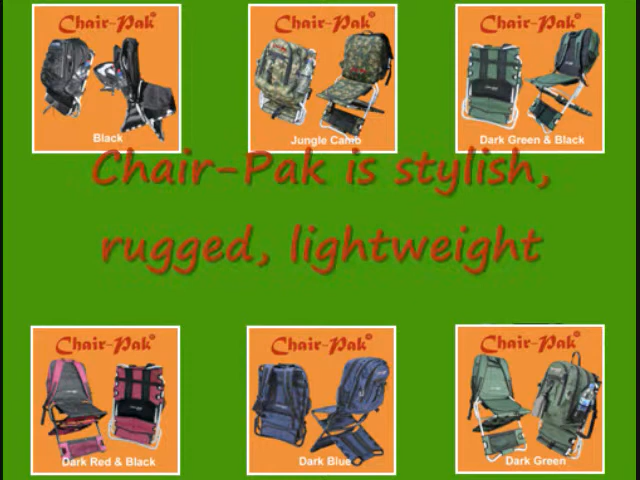 Chair-Pak®
Chair-Pak®
Chair-Pak®
Black
Jungle Camo
Dark Green & Black
Chair-Pak is stylish,
rugged, lightweight
Chair-Pak®
Chair-Pak®
Chair-Pak®
Dark Red & Black
Dark Blue
Dark Green